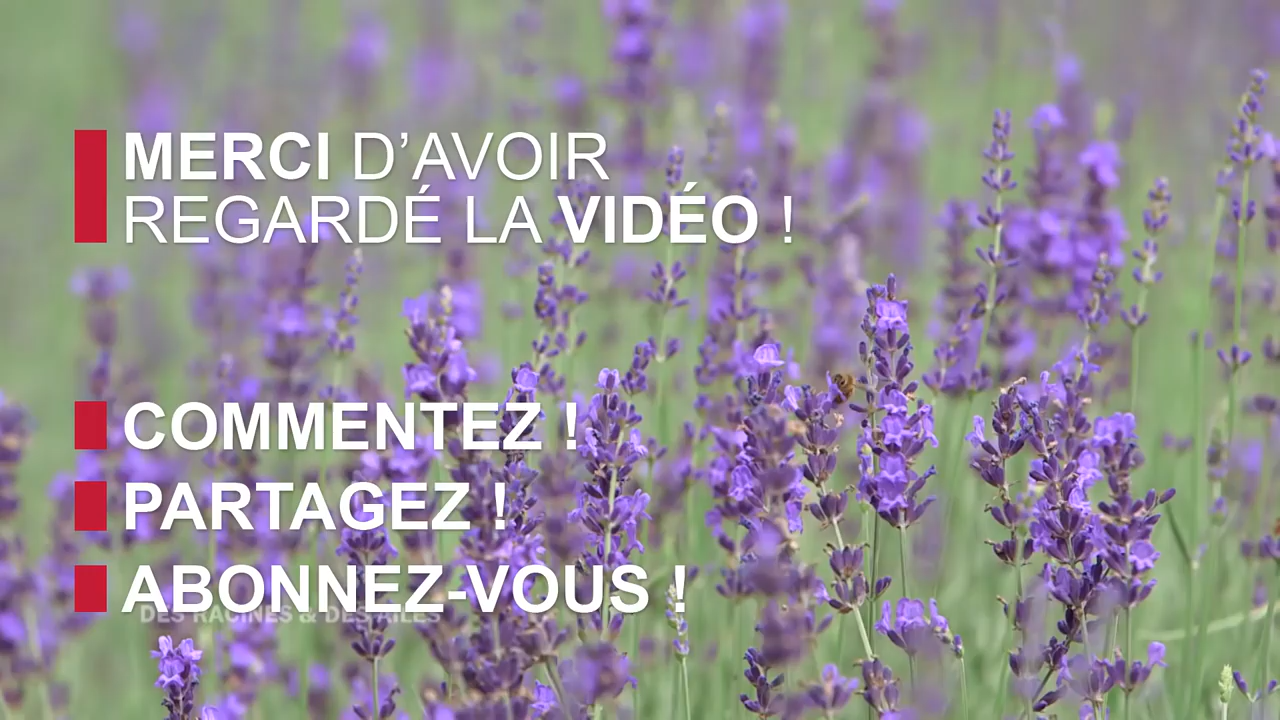 MERCI D’AVOIR
REGARDÉ LA VIDÉO !
COMMENTEZ !
PARTAGEZ !
ABONNEZ-VOUS !
DES RACINES & DES AILES